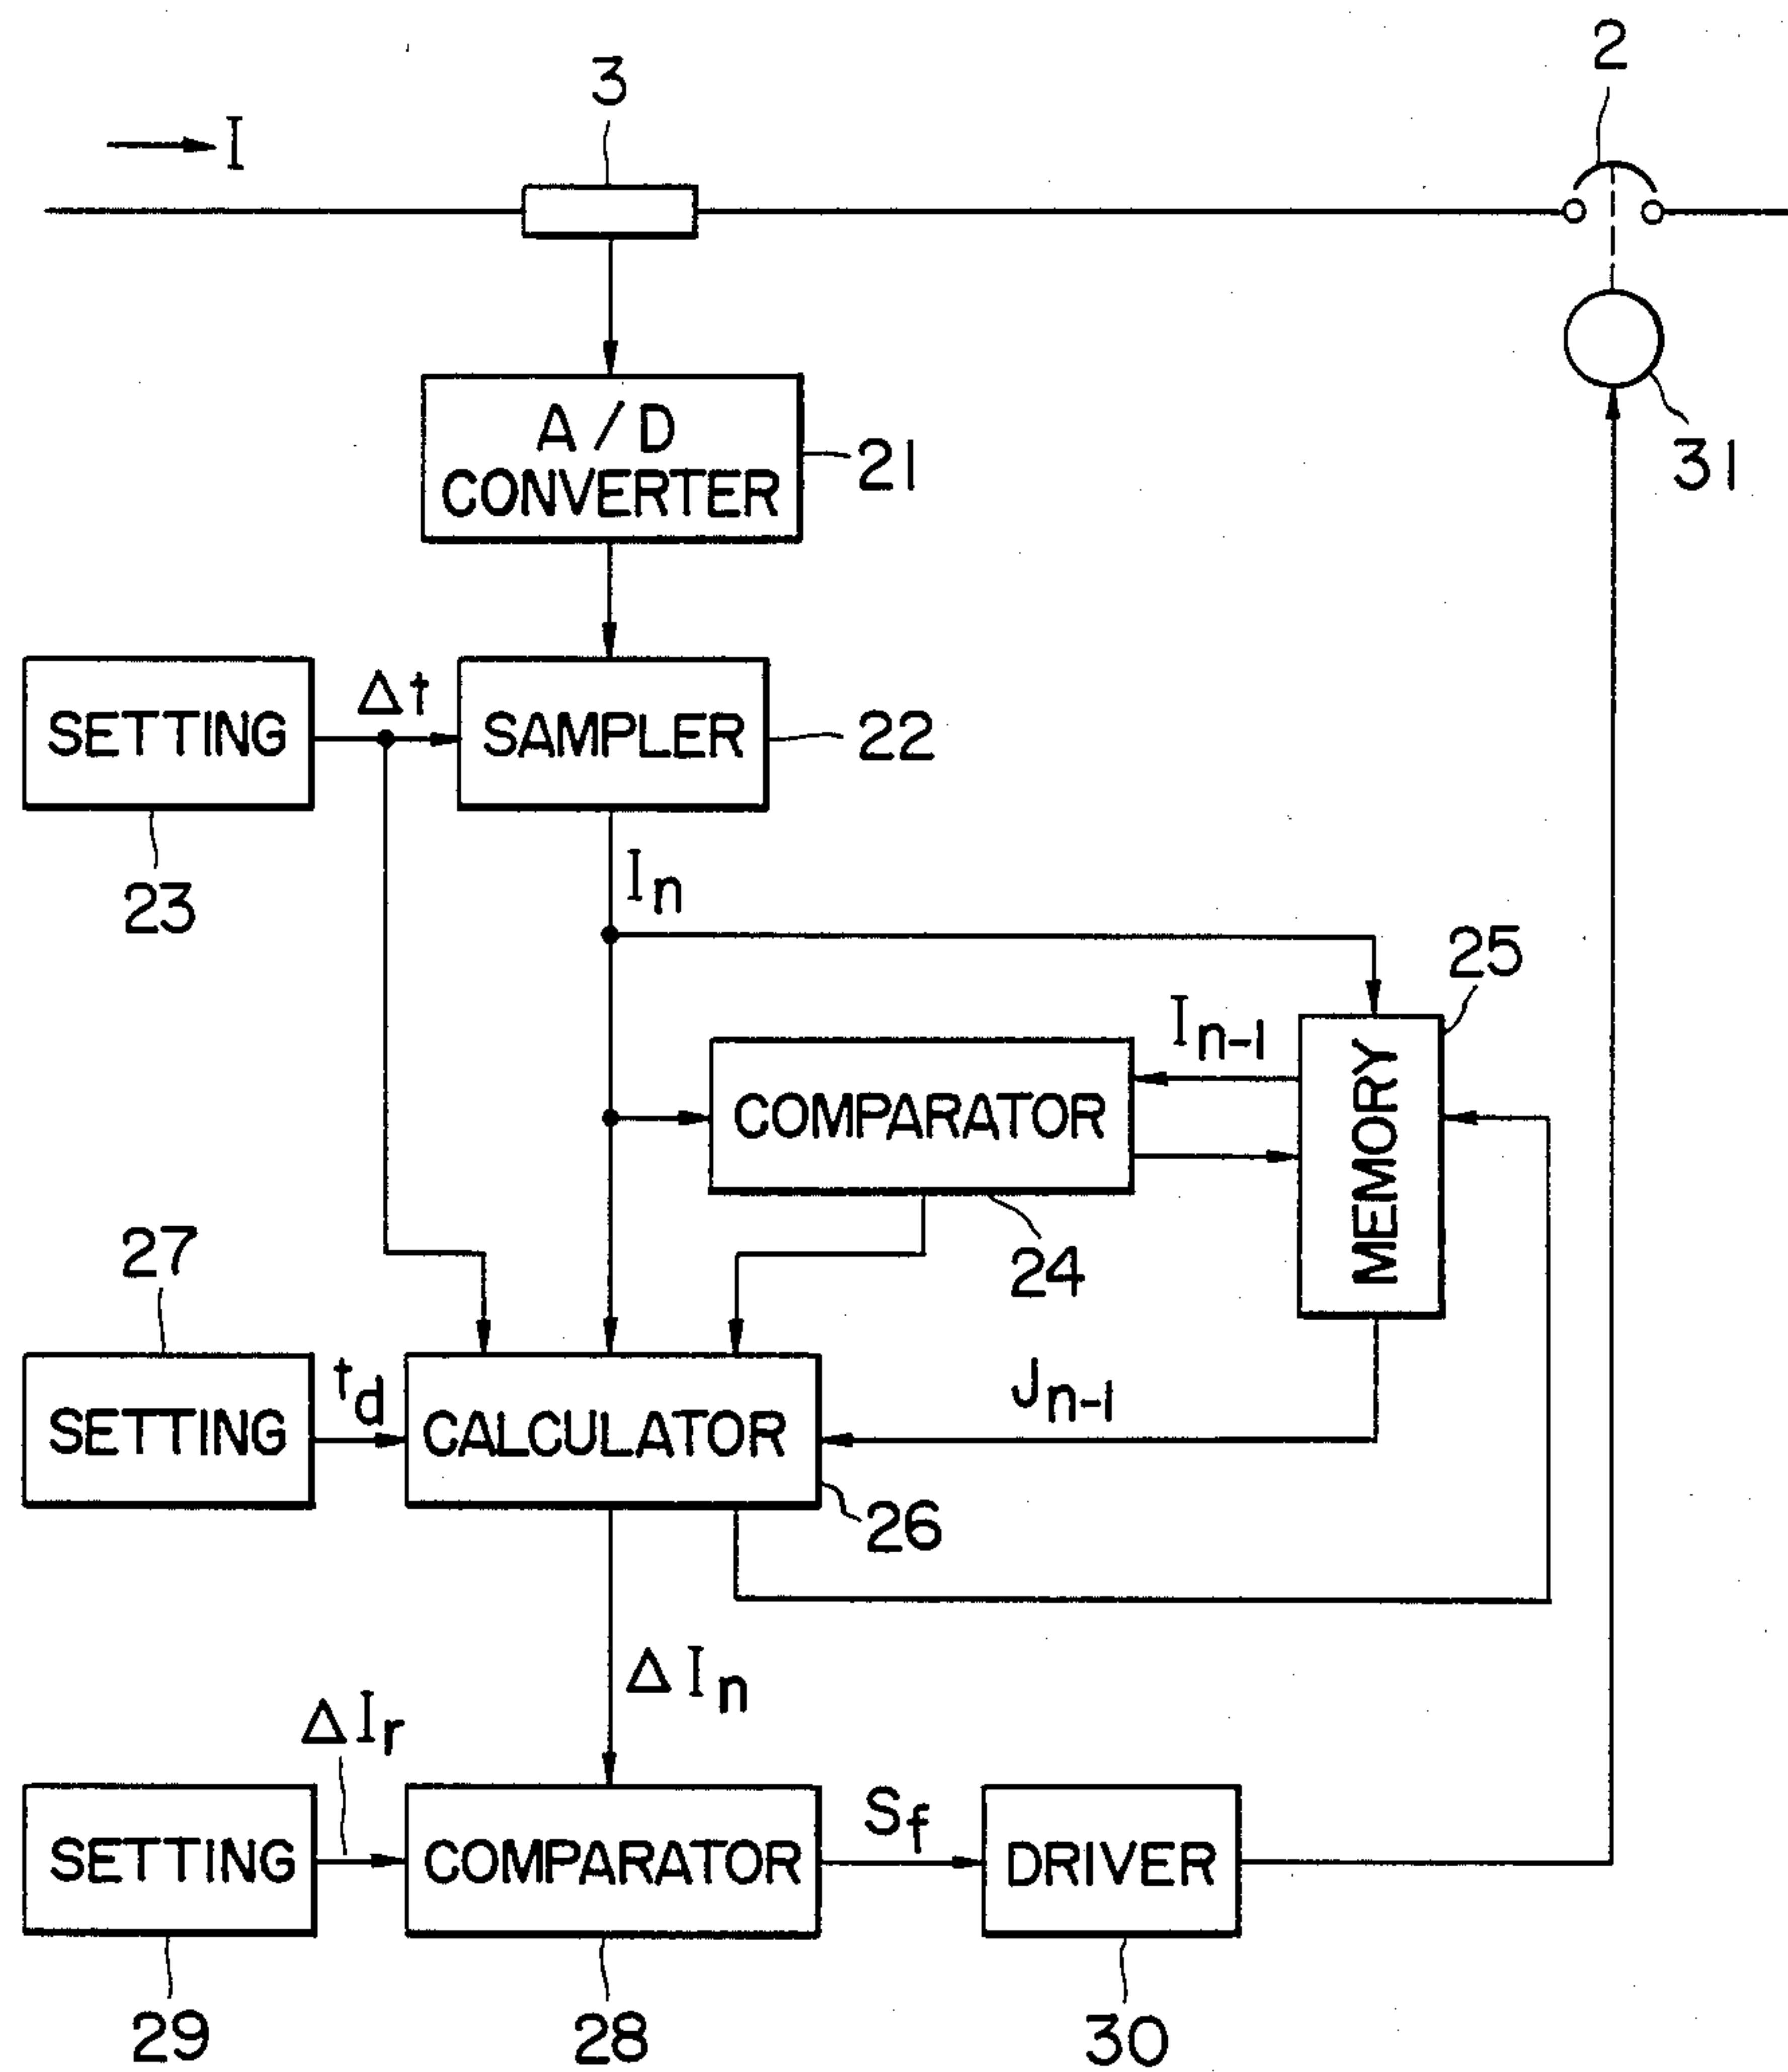 2
3
I
A/D
CONVERTER
21
31
SETTING
Δt
SAMPLER
22
23
In
25
In-1
COMPARATOR
MEMORY
24
27
SETTING
td
CALCULATOR
Jn-1
26
ΔIn
ΔIr
SETTING
COMPARATOR
Sf
DRIVER
29
28
30